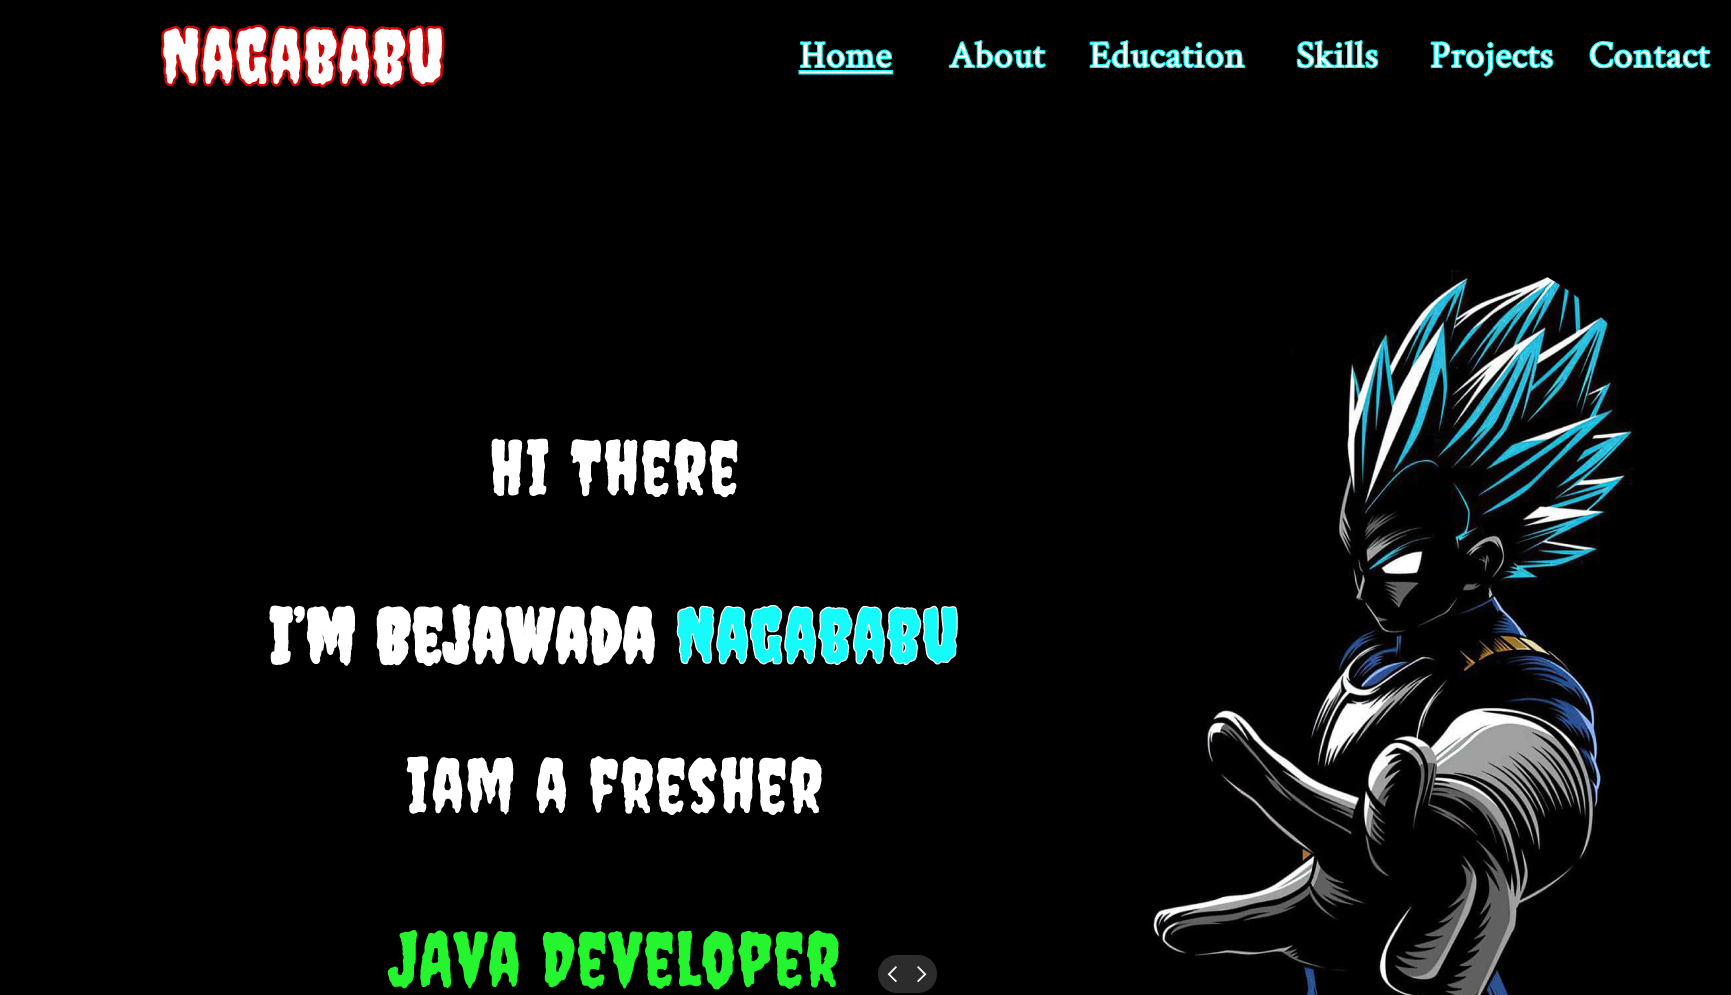 NAGABABU
Home About Education Skills Projects Contact
HI THERE
I'M BEJAWADA NAGABABU
IAM A FRESHER
JAVA DEVELOPER